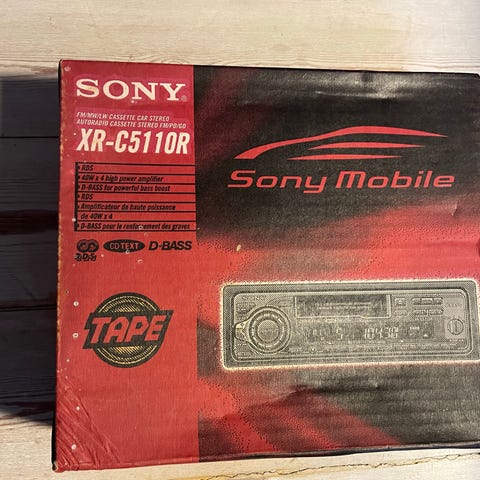 SONY
FM/MW/LW CASSETTE CAR STEREO
AUTORADIO CASSETTE STEREO FM/PO/GO
XR-C5110R
RDS
40W x 4 high power amplifier
D-BASS for powerful bass boost
RDS
Amplificateur de haute puissance
de 40W x 4
D-BASS pour le renforcement des graves
CD TEXT
D-BASS
Sony Mobile
TAPE